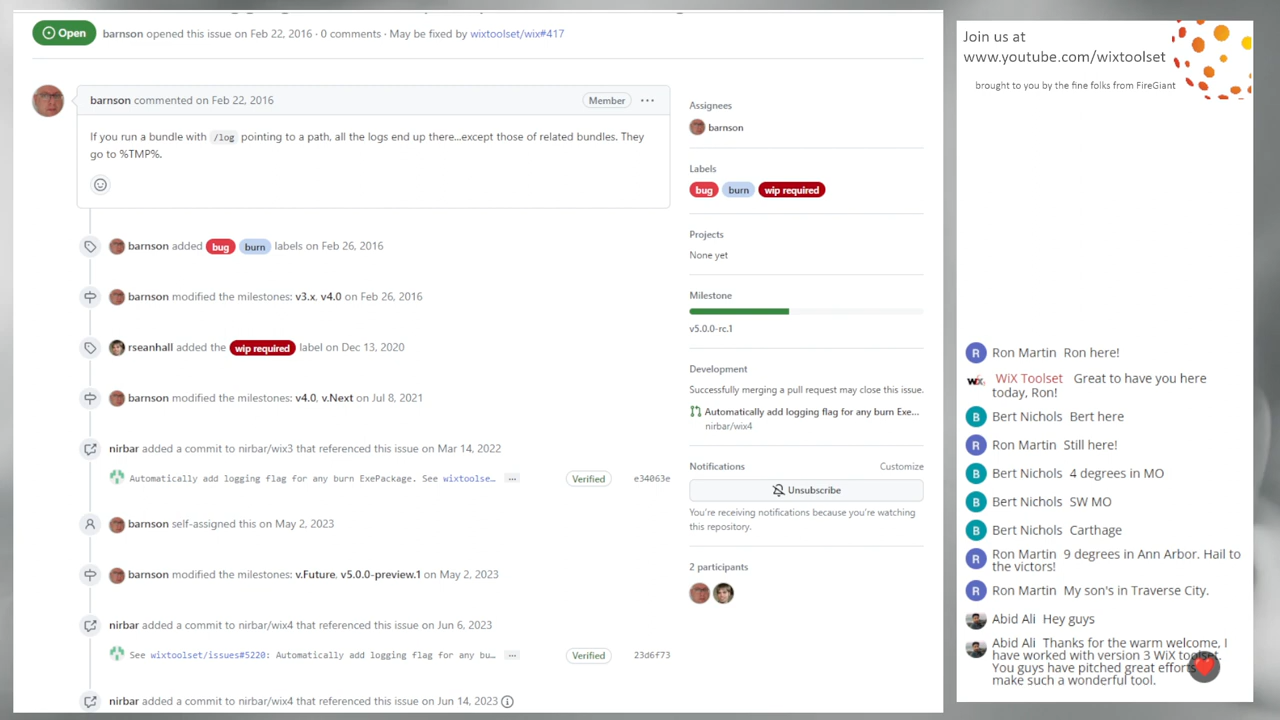 Open
barnson opened this issue on Feb 22, 2016 · 0 comments · May be fixed by wixtoolset/wix#417
barnson commented on Feb 22, 2016
Member
If you run a bundle with /log pointing to a path, all the logs end up there...except those of related bundles. They
go to %TMP%.
barnson added bug burn labels on Feb 26, 2016
barnson modified the milestones: v3.x, v4.0 on Feb 26, 2016
rseanhall added the wip required label on Dec 13, 2020
barnson modified the milestones: v4.0, v.Next on Jul 8, 2021
nirbar added a commit to nirbar/wix3 that referenced this issue on Mar 14, 2022
Automatically add logging flag for any burn ExePackage. See wixtoolse… ... Verified e34063e
barnson self-assigned this on May 2, 2023
barnson modified the milestones: v.Future, v5.0.0-preview.1 on May 2, 2023
nirbar added a commit to nirbar/wix4 that referenced this issue on Jun 6, 2023
See wixtoolset/issues#5220: Automatically add logging flag for any bu… ... Verified 23d6f73
nirbar added a commit to nirbar/wix4 that referenced this issue on Jun 14, 2023
Assignees
barnson
Labels
bug burn wip required
Projects
None yet
Milestone
v5.0.0-rc.1
Development
Successfully merging a pull request may close this issue.
Automatically add logging flag for any burn Exe...
nirbar/wix4
Notifications
Customize
Unsubscribe
You're receiving notifications because you're watching
this repository.
2 participants
Join us at
www.youtube.com/wixtoolset
brought to you by the fine folks from FireGiant
R Ron Martin Ron here!
WiX WiX Toolset Great to have you here
today, Ron!
B Bert Nichols Bert here
R Ron Martin Still here!
B Bert Nichols 4 degrees in MO
B Bert Nichols SW MO
B Bert Nichols Carthage
R Ron Martin 9 degrees in Ann Arbor. Hail to
the victors!
R Ron Martin My son's in Traverse City.
Abid Ali Hey guys
Abid Ali Thanks for the warm welcome, I
have worked with version 3 WiX toolset.
You guys have pitched great efforts
make such a wonderful tool.